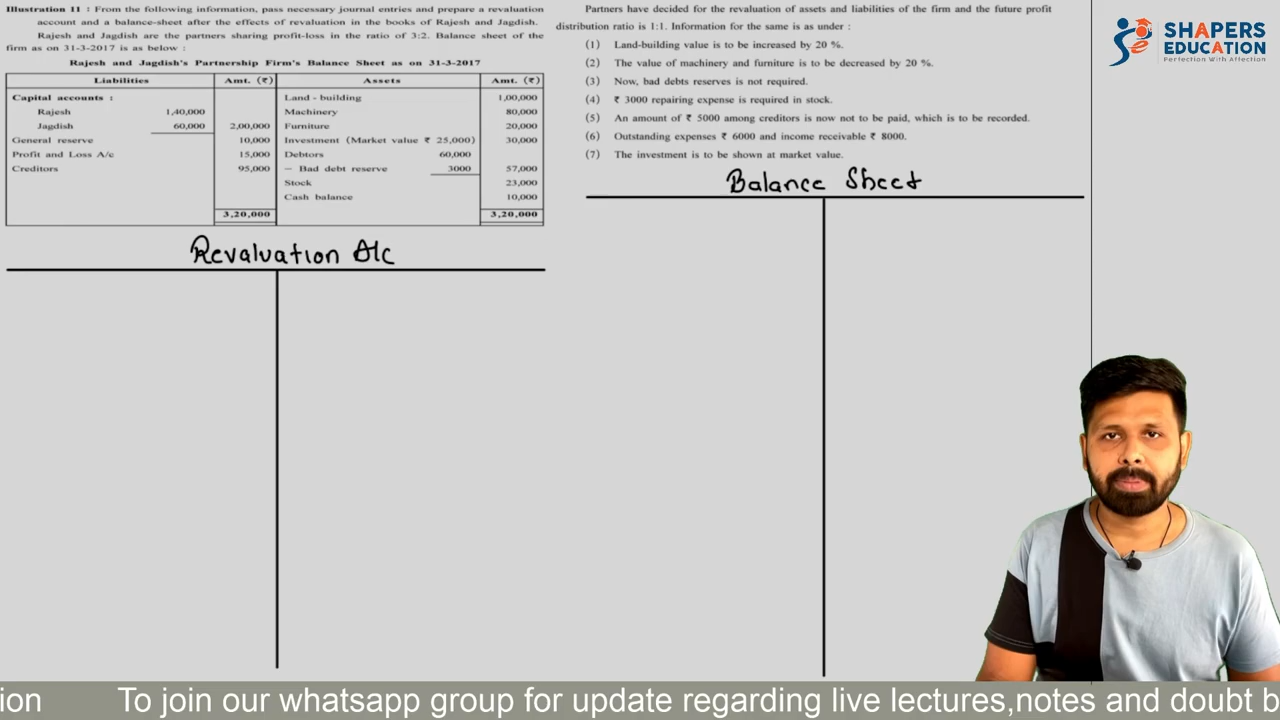 Illustration 11 : From the following information, pass necessary journal entries and prepare a revaluation
account and a balance-sheet after the effects of revaluation in the books of Rajesh and Jagdish.
Rajesh and Jagdish are the partners sharing profit-loss in the ratio of 3:2. Balance sheet of the
firm as on 31-3-2017 is as below :
Rajesh and Jagdish's Partnership Firm's Balance Sheet as on 31-3-2017
Liabilities Amt. (₹) Assets Amt. (₹)
Capital accounts : Land - building 1,00,000
Rajesh 1,40,000 Machinery 80,000
Jagdish 60,000 2,00,000 Furniture 20,000
General reserve 10,000 Investment (Market value ₹ 25,000) 30,000
Profit and Loss A/c 15,000 Debtors 60,000
Creditors 95,000 – Bad debt reserve 3000 57,000
Stock 23,000
Cash balance 10,000
3,20,000 3,20,000
Revaluation A/c
Partners have decided for the revaluation of assets and liabilities of the firm and the future profit
distribution ratio is 1:1. Information for the same is as under :
(1) Land-building value is to be increased by 20 %.
(2) The value of machinery and furniture is to be decreased by 20 %.
(3) Now, bad debts reserves is not required.
(4) ₹ 3000 repairing expense is required in stock.
(5) An amount of ₹ 5000 among creditors is now not to be paid, which is to be recorded.
(6) Outstanding expenses ₹ 6000 and income receivable ₹ 8000.
(7) The investment is to be shown at market value.
Balance Sheet
SHAPERS
EDUCATION
Perfection With Affection
ion To join our whatsapp group for update regarding live lectures,notes and doubt b